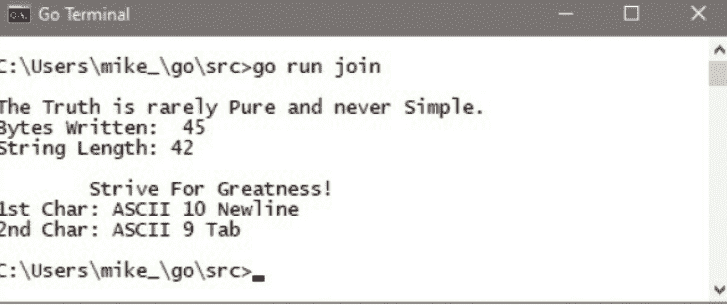 Go Terminal
C:\Users\mike_\go\src>go run join
The Truth is rarely Pure and never Simple.
Bytes Written:  45
String Length: 42
Strive For Greatness!
1st Char: ASCII 10 Newline
2nd Char: ASCII 9 Tab
C:\Users\mike_\go\src>_